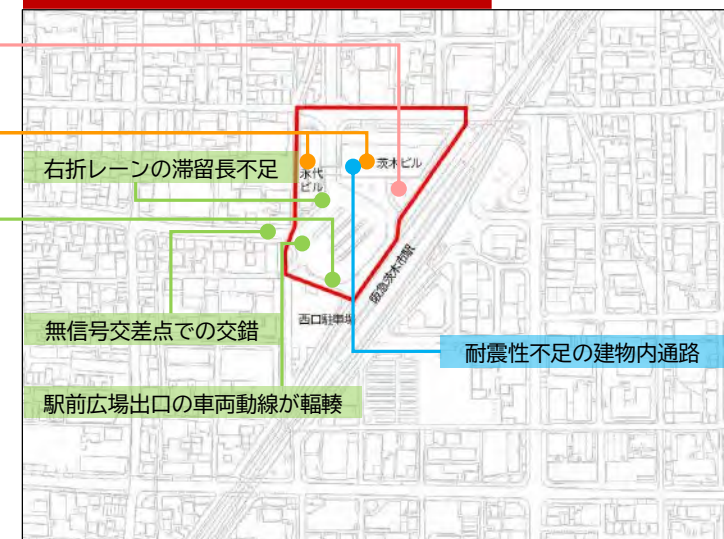 右折レーンの滞留長不足
茨木ビル
永代
ビル
阪急茨木市駅
西口駐車場
無信号交差点での交錯
耐震性不足の建物内通路
駅前広場出口の車両動線が輻輳